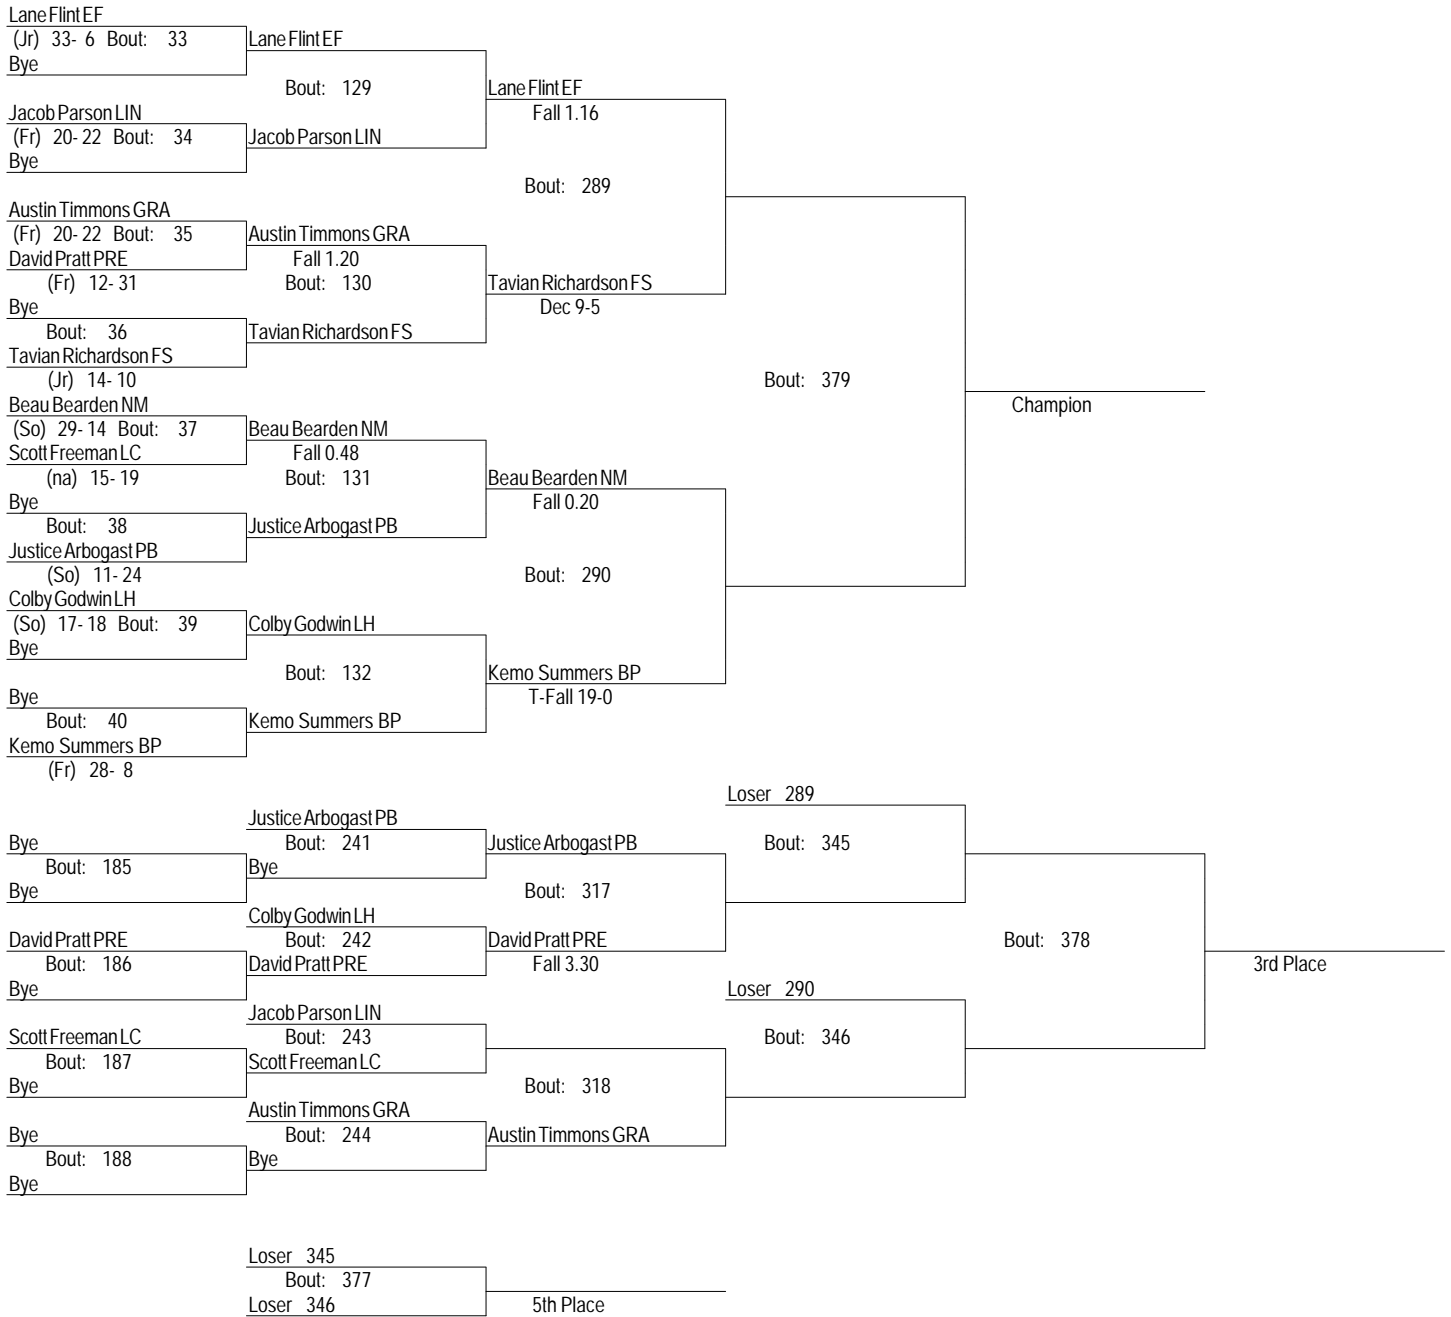 Lane Flint EF
(Jr) 33- 6 Bout: 33
Lane Flint EF
Bye
Bout: 129
Lane Flint EF
Fall 1.16
Jacob Parson LIN
(Fr) 20- 22 Bout: 34
Jacob Parson LIN
Bye
Bout: 289
Austin Timmons GRA
(Fr) 20- 22 Bout: 35
Austin Timmons GRA
David Pratt PRE
Fall 1.20
(Fr) 12- 31
Bout: 130
Tavian Richardson FS
Bye
Dec 9-5
Bout: 36
Tavian Richardson FS
Tavian Richardson FS
(Jr) 14- 10
Bout: 379
Beau Bearden NM
Champion
(So) 29- 14 Bout: 37
Beau Bearden NM
Scott Freeman LC
Fall 0.48
(na) 15- 19
Bout: 131
Beau Bearden NM
Bye
Fall 0.20
Bout: 38
Justice Arbogast PB
Justice Arbogast PB
(So) 11- 24
Bout: 290
Colby Godwin LH
(So) 17- 18 Bout: 39
Colby Godwin LH
Bye
Bout: 132
Kemo Summers BP
Bye
T-Fall 19-0
Bout: 40
Kemo Summers BP
Kemo Summers BP
(Fr) 28- 8
Loser 289
Justice Arbogast PB
Bye
Bout: 241
Justice Arbogast PB
Bout: 345
Bout: 185
Bye
Bye
Bout: 317
Colby Godwin LH
David Pratt PRE
Bout: 242
David Pratt PRE
Bout: 378
Bout: 186
David Pratt PRE
Fall 3.30
3rd Place
Bye
Loser 290
Jacob Parson LIN
Scott Freeman LC
Bout: 243
Bout: 346
Bout: 187
Scott Freeman LC
Bye
Bout: 318
Austin Timmons GRA
Bye
Bout: 244
Austin Timmons GRA
Bout: 188
Bye
Bye
Loser 345
Bout: 377
Loser 346
5th Place